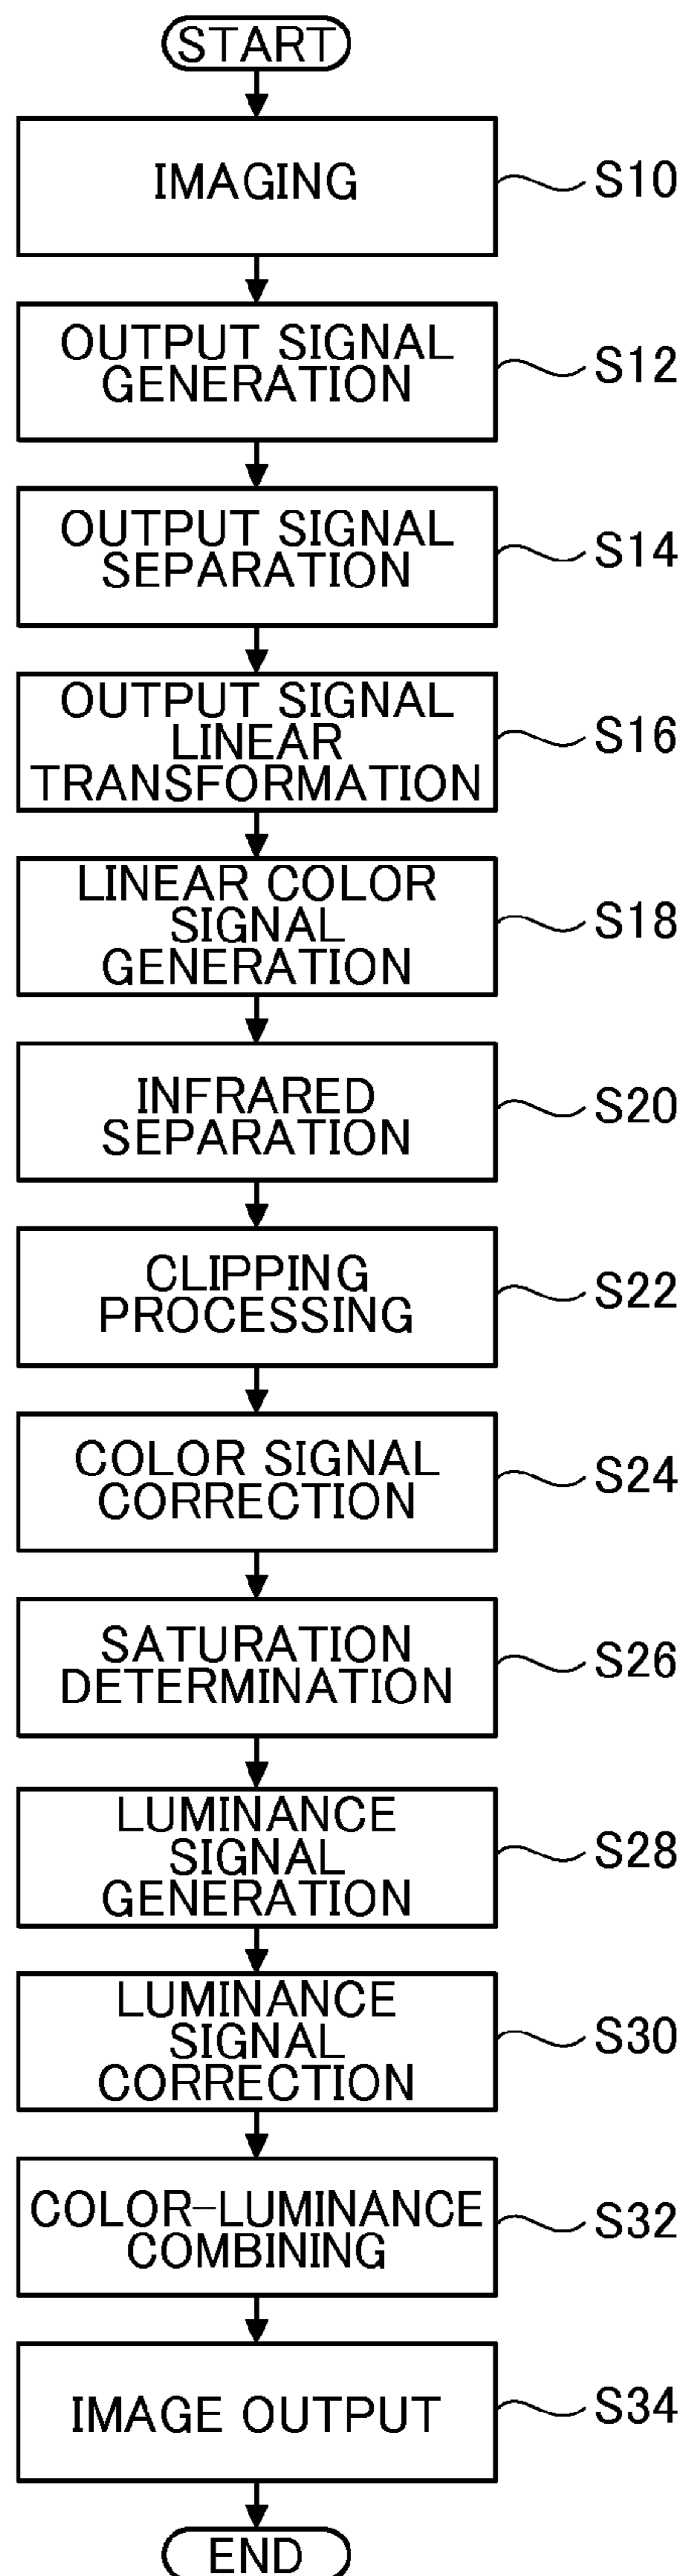 START
IMAGING
S10
OUTPUT SIGNAL
GENERATION
S12
OUTPUT SIGNAL
SEPARATION
S14
OUTPUT SIGNAL
LINEAR
TRANSFORMATION
S16
LINEAR COLOR
SIGNAL
GENERATION
S18
INFRARED
SEPARATION
S20
CLIPPING
PROCESSING
S22
COLOR SIGNAL
CORRECTION
S24
SATURATION
DETERMINATION
S26
LUMINANCE
SIGNAL
GENERATION
S28
LUMINANCE
SIGNAL
CORRECTION
S30
COLOR-LUMINANCE
COMBINING
S32
IMAGE OUTPUT
S34
END